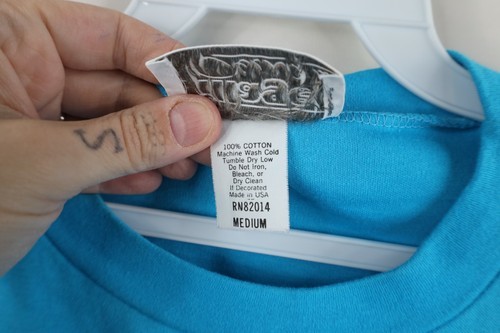 100% COTTON
Machine Wash Cold
Tumble Dry Low
Do Not Iron,
Bleach, or
Dry Clean
if Decorated
Made in USA
RN82014
MEDIUM